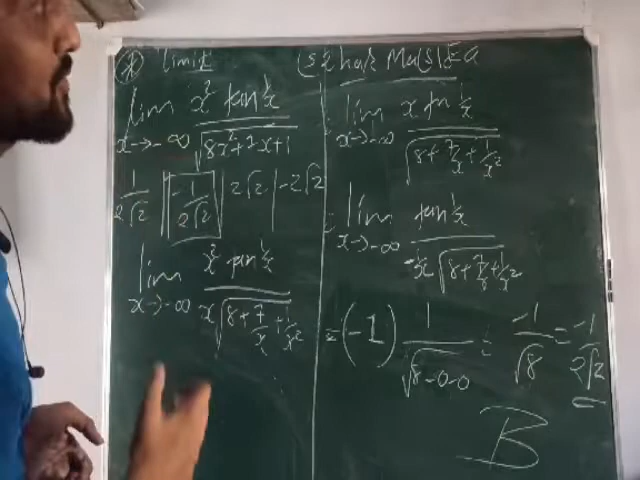 (*) limit
lim x² tan 1/x
x→-∞ √8x²+7x+1
1/2√2 | -1/2√2 | 2√2 | -2√2
lim x² tan 1/x
x→-∞ x√8+7/x+1/x²
= lim x tan 1/x
x→-∞ √8+7/x+1/x²
= lim tan 1/x
x→-∞ -1/x √8+7/x+1/x²
= (-1) 1/√8-0-0 = -1/√8 = -1/2√2
B